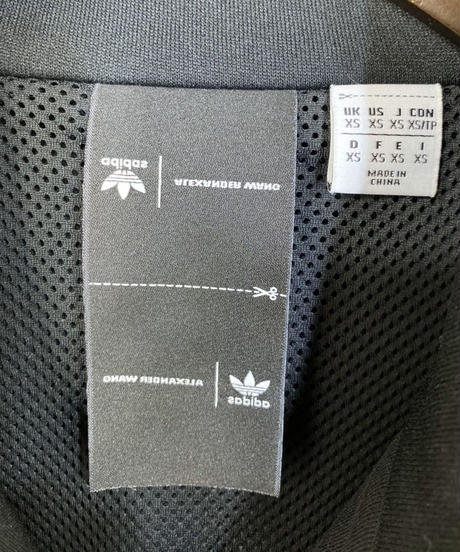 adidas
ALEXANDER WANG
ALEXANDER WANG
adidas
UK US J CDN
XS XS XS XS/TP
D F E I
XS XS XS XS
MADE IN
CHINA